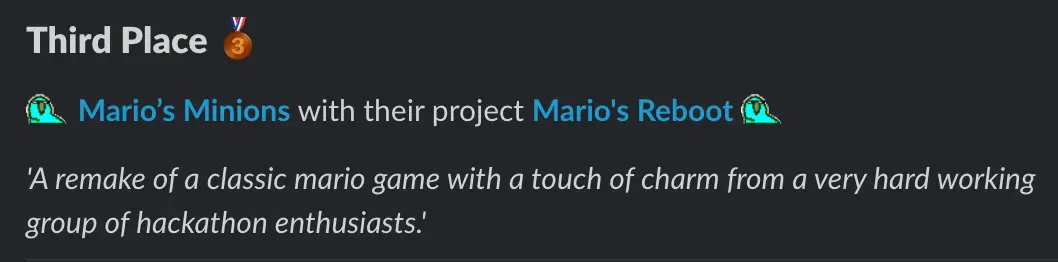 Third Place 🥉
Mario’s Minions with their project Mario's Reboot
'A remake of a classic mario game with a touch of charm from a very hard working
group of hackathon enthusiasts.'